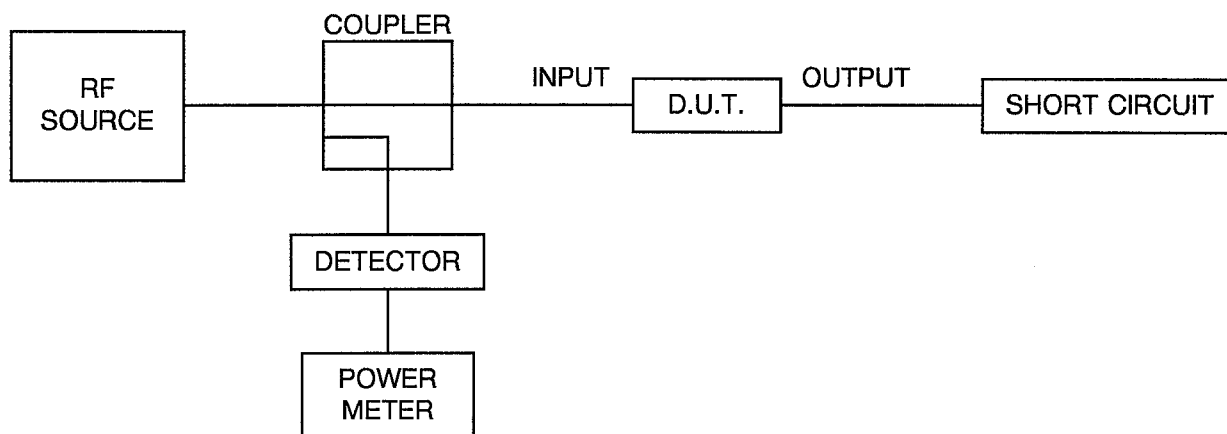 COUPLER
RF
SOURCE
INPUT
D.U.T.
OUTPUT
SHORT CIRCUIT
DETECTOR
POWER
METER